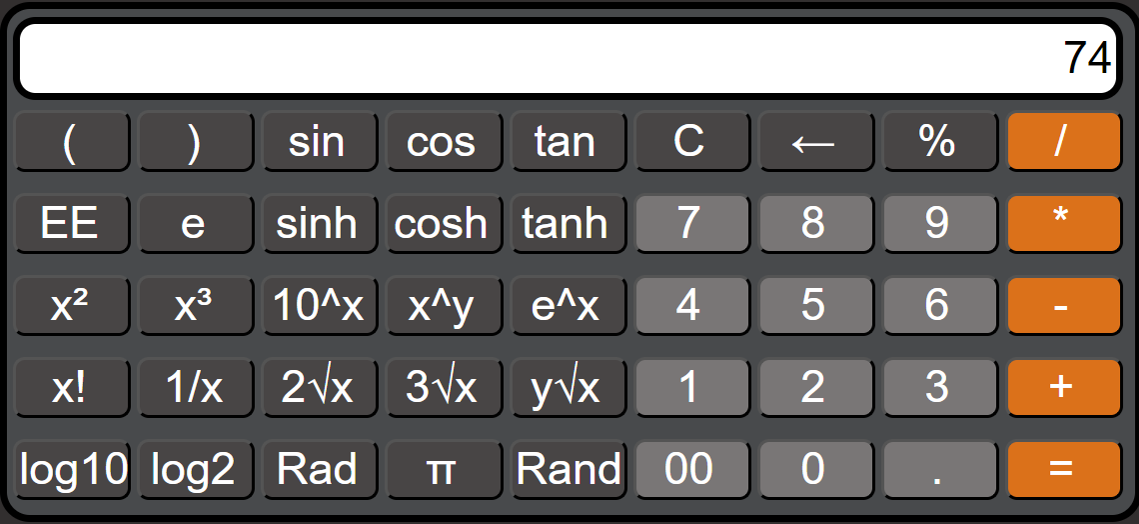 74
( ) sin cos tan C ← % /
EE e sinh cosh tanh 7 8 9 *
x² x³ 10^x x^y e^x 4 5 6 -
x! 1/x 2√x 3√x y√x 1 2 3 +
log10 log2 Rad π Rand 00 0 . =